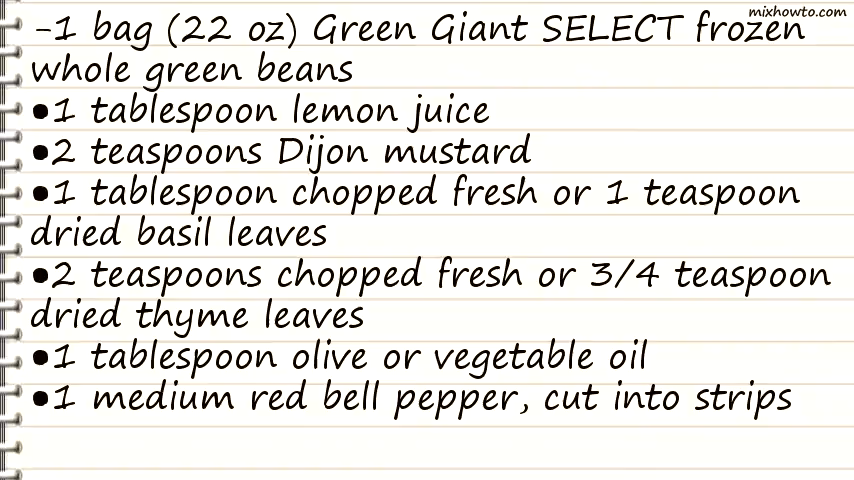 mixhowto.com
-1 bag (22 oz) Green Giant SELECT frozen
whole green beans
•1 tablespoon lemon juice
•2 teaspoons Dijon mustard
•1 tablespoon chopped fresh or 1 teaspoon
dried basil leaves
•2 teaspoons chopped fresh or 3/4 teaspoon
dried thyme leaves
•1 tablespoon olive or vegetable oil
•1 medium red bell pepper, cut into strips